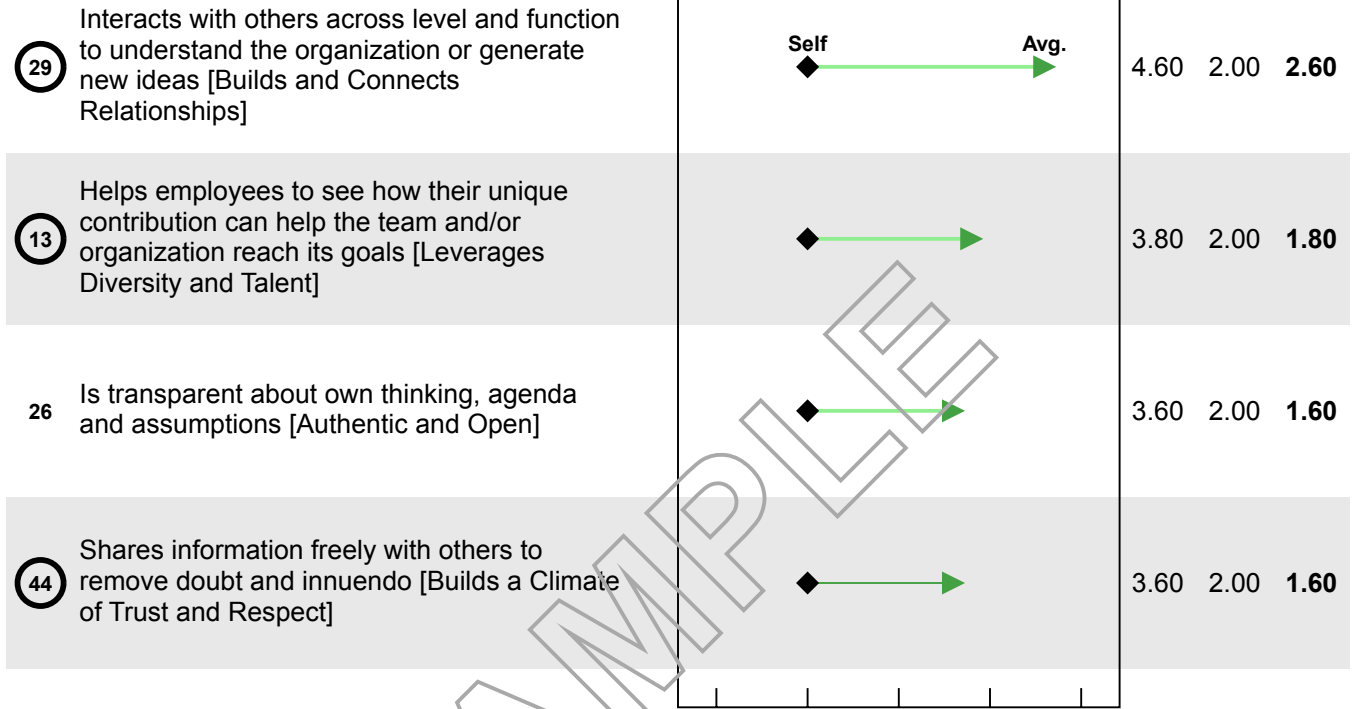 Interacts with others across level and function
to understand the organization or generate
new ideas [Builds and Connects
Relationships]
29
Self Avg.
4.60 2.00 2.60
Helps employees to see how their unique
contribution can help the team and/or
organization reach its goals [Leverages
Diversity and Talent]
13
3.80 2.00 1.80
Is transparent about own thinking, agenda
and assumptions [Authentic and Open]
26
3.60 2.00 1.60
Shares information freely with others to
remove doubt and innuendo [Builds a Climate
of Trust and Respect]
44
3.60 2.00 1.60
AMPLE